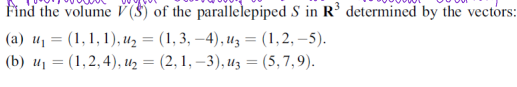 Find the volume V(S) of the parallelepiped S in R³ determined by the vectors:
(a) u₁ = (1, 1, 1), u₂ = (1, 3, −4), u₃ = (1, 2, −5).
(b) u₁ = (1, 2, 4), u₂ = (2, 1, −3), u₃ = (5, 7, 9).